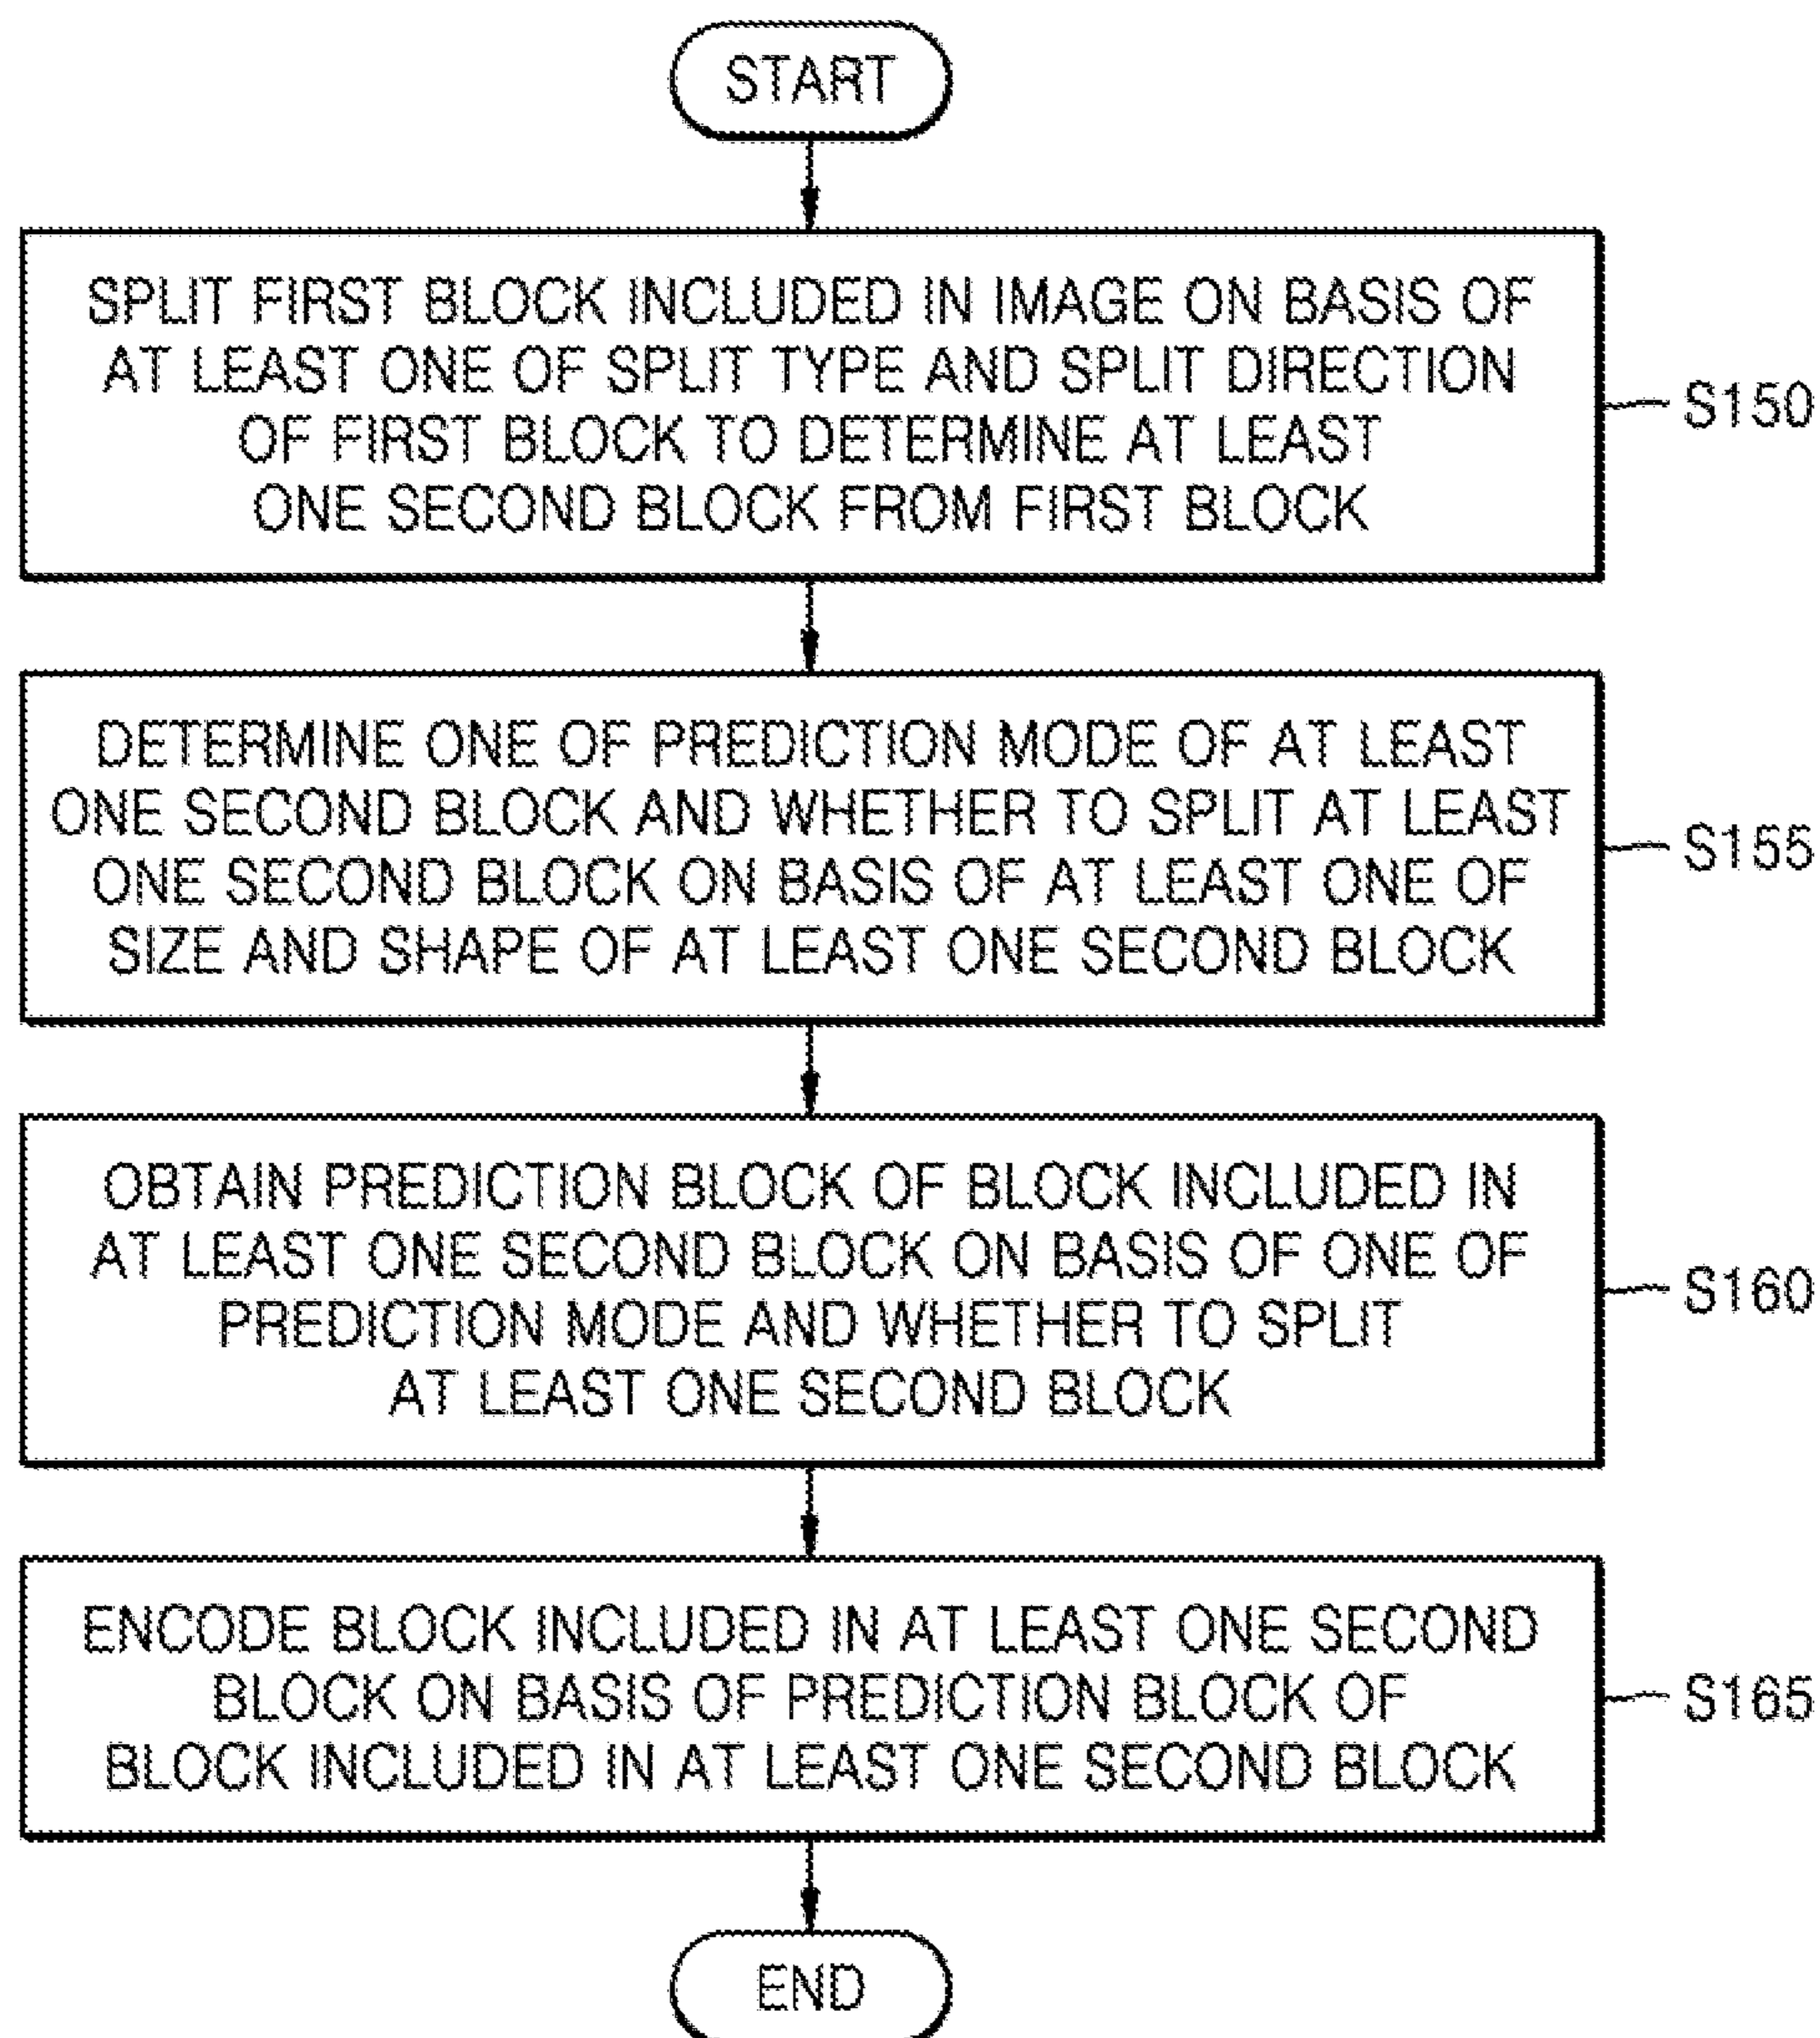 START
SPLIT FIRST BLOCK INCLUDED IN IMAGE ON BASIS OF
AT LEAST ONE OF SPLIT TYPE AND SPLIT DIRECTION
OF FIRST BLOCK TO DETERMINE AT LEAST
ONE SECOND BLOCK FROM FIRST BLOCK
S150
DETERMINE ONE OF PREDICTION MODE OF AT LEAST
ONE SECOND BLOCK AND WHETHER TO SPLIT AT LEAST
ONE SECOND BLOCK ON BASIS OF AT LEAST ONE OF
SIZE AND SHAPE OF AT LEAST ONE SECOND BLOCK
S155
OBTAIN PREDICTION BLOCK OF BLOCK INCLUDED IN
AT LEAST ONE SECOND BLOCK ON BASIS OF ONE OF
PREDICTION MODE AND WHETHER TO SPLIT
AT LEAST ONE SECOND BLOCK
S160
ENCODE BLOCK INCLUDED IN AT LEAST ONE SECOND
BLOCK ON BASIS OF PREDICTION BLOCK OF
BLOCK INCLUDED IN AT LEAST ONE SECOND BLOCK
S165
END